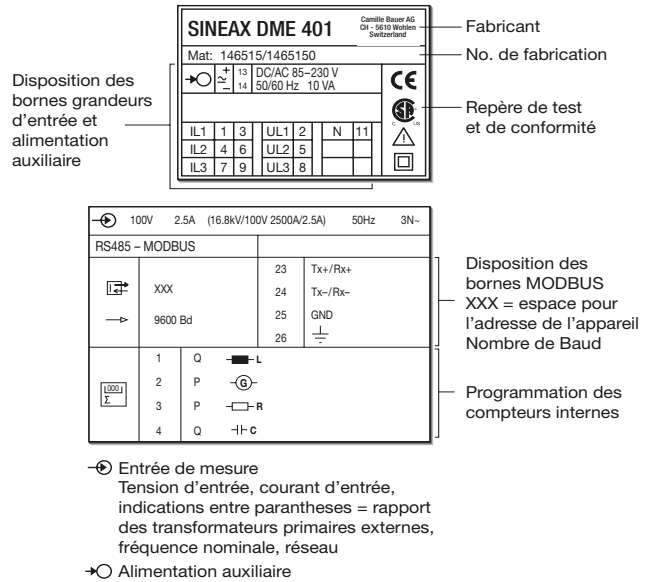 SINEAX DME 401
Camille Bauer AG
CH - 5610 Wohlen
Switzerland
Fabricant
Mat: 146515/1465150
No. de fabrication
Disposition des
bornes grandeurs
d'entrée et
alimentation
auxiliaire
+ 13 DC/AC 85–230 V
~
– 14 50/60 Hz 10 VA
CE
C US
Repère de test
et de conformité
IL1 1 3 UL1 2 N 11
IL2 4 6 UL2 5
IL3 7 9 UL3 8
100V 2.5A (16.8kV/100V 2500A/2.5A) 50Hz 3N~
RS485 – MODBUS
XXX
9600 Bd
23 Tx+/Rx+
24 Tx–/Rx–
25 GND
26
Disposition des
bornes MODBUS
XXX = espace pour
l'adresse de l'appareil
Nombre de Baud
000
Σ
1 Q L
2 P G
3 P R
4 Q C
Programmation des
compteurs internes
Entrée de mesure
Tension d'entrée, courant d'entrée,
indications entre parantheses = rapport
des transformateurs primaires externes,
fréquence nominale, réseau
Alimentation auxiliaire